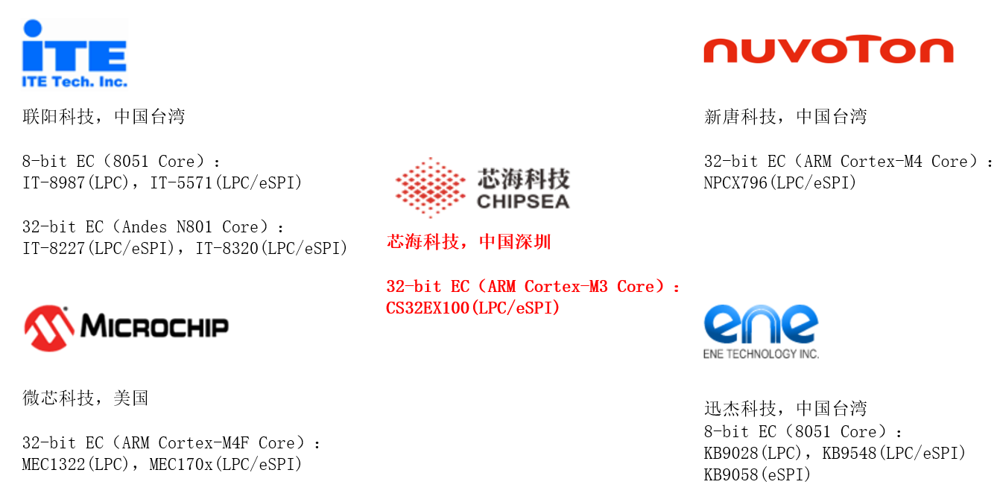 iTE
ITE Tech. Inc.
联阳科技，中国台湾
8-bit EC（8051 Core）：
IT-8987(LPC)，IT-5571(LPC/eSPI)
32-bit EC（Andes N801 Core）：
IT-8227(LPC/eSPI)，IT-8320(LPC/eSPI)
MICROCHIP
微芯科技，美国
32-bit EC（ARM Cortex-M4F Core）：
MEC1322(LPC)，MEC170x(LPC/eSPI)
芯海科技
CHIPSEA
芯海科技，中国深圳
32-bit EC（ARM Cortex-M3 Core）：
CS32EX100(LPC/eSPI)
nuvoTon
新唐科技，中国台湾
32-bit EC（ARM Cortex-M4 Core）：
NPCX796(LPC/eSPI)
ene
ENE TECHNOLOGY INC.
迅杰科技，中国台湾
8-bit EC（8051 Core）：
KB9028(LPC)，KB9548(LPC/eSPI)
KB9058(eSPI)